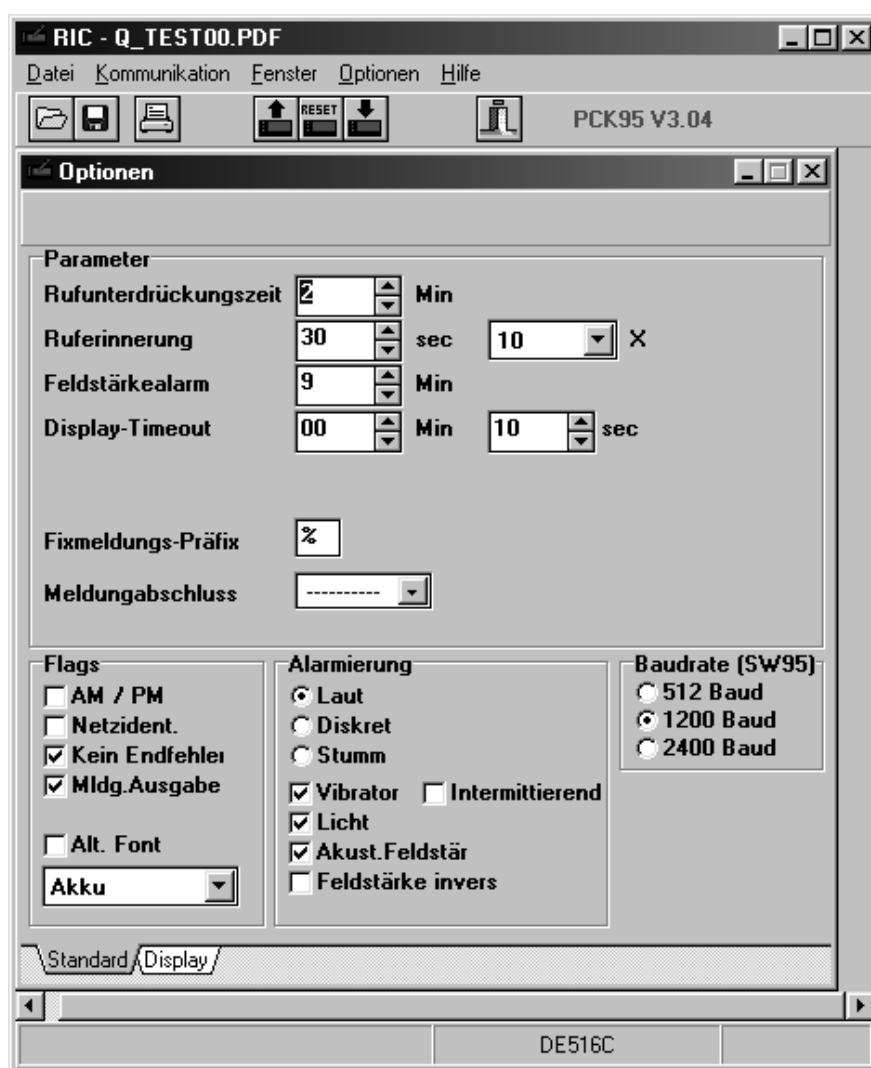 RIC - Q_TEST00.PDF
Datei Kommunikation Fenster Optionen Hilfe
RESET PCK95 V3.04
Optionen
Parameter
Rufunterdrückungszeit 2 Min
Ruferinnerung 30 sec 10 X
Feldstärkealarm 9 Min
Display-Timeout 00 Min 10 sec
Fixmeldungs-Präfix %
Meldungabschluss ----------
Flags Alarmierung Baudrate (SW95)
AM / PM Laut 512 Baud
Netzident. Diskret 1200 Baud
Kein Endfehler Stumm 2400 Baud
Mldg.Ausgabe Vibrator Intermittierend
Licht
Alt. Font Akust.Feldstär
Akku Feldstärke invers
Standard Display
DE516C